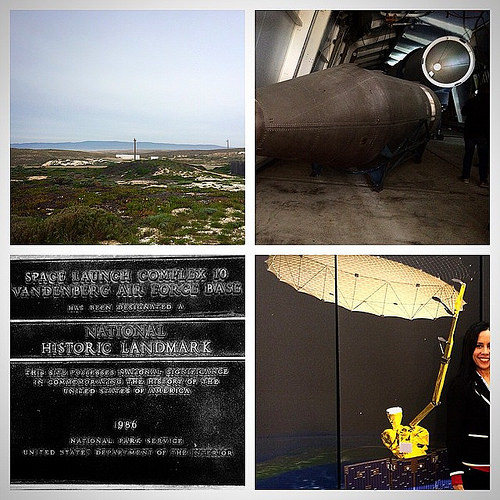 SPACE LAUNCH COMPLEX 10
VANDENBERG AIR FORCE BASE
HAS BEEN DESIGNATED A
NATIONAL
HISTORIC LANDMARK
THIS SITE POSSESSES NATIONAL SIGNIFICANCE
IN COMMEMORATING THE HISTORY OF THE
UNITED STATES OF AMERICA
1986
NATIONAL PARK SERVICE
UNITED STATES DEPARTMENT OF THE INTERIOR